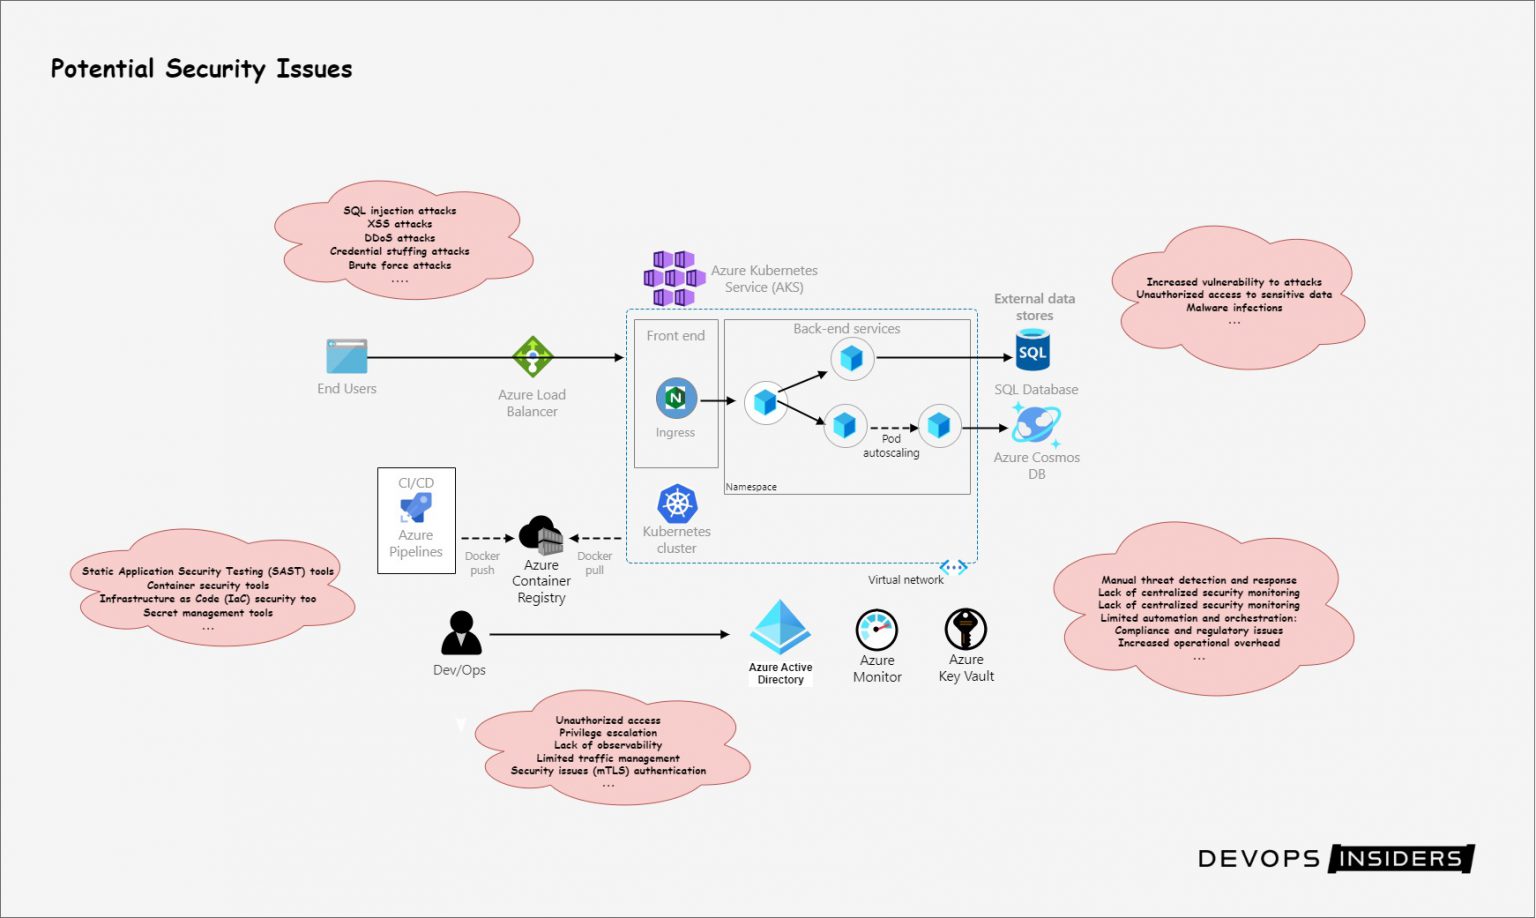 Potential Security Issues
SQL injection attacks
XSS attacks
DDoS attacks
Credential stuffing attacks
Brute force attacks
....
Increased vulnerability to attacks
Unauthorized access to sensitive data
Malware infections
...
Azure Kubernetes
Service (AKS)
External data
stores
Front end
Back-end services
SQL
End Users
Azure Load
Balancer
N
Ingress
SQL Database
Pod
autoscaling
Azure Cosmos
DB
Namespace
CI/CD
Azure
Pipelines
Docker
push
Azure
Container
Registry
Docker
pull
Kubernetes
cluster
Virtual network
Static Application Security Testing (SAST) tools
Container security tools
Infrastructure as Code (IaC) security too
Secret management tools
...
Manual threat detection and response
Lack of centralized security monitoring
Lack of centralized security monitoring
Limited automation and orchestration:
Compliance and regulatory issues
Increased operational overhead
...
Dev/Ops
Azure Active
Directory
Azure
Monitor
Azure
Key Vault
Unauthorized access
Privilege escalation
Lack of observability
Limited traffic management
Security issues (mTLS) authentication
...
DEVOPS INSIDERS